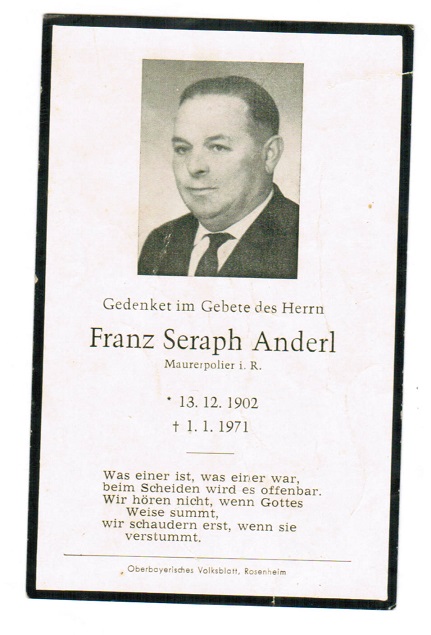 Gedenket im Gebete des Herrn
Franz Seraph Anderl
Maurerpolier i. R.
* 13. 12. 1902
† 1. 1. 1971
Was einer ist, was einer war,
beim Scheiden wird es offenbar.
Wir hören nicht, wenn Gottes
Weise summt,
wir schaudern erst, wenn sie
verstummt.
Oberbayerisches Volksblatt, Rosenheim